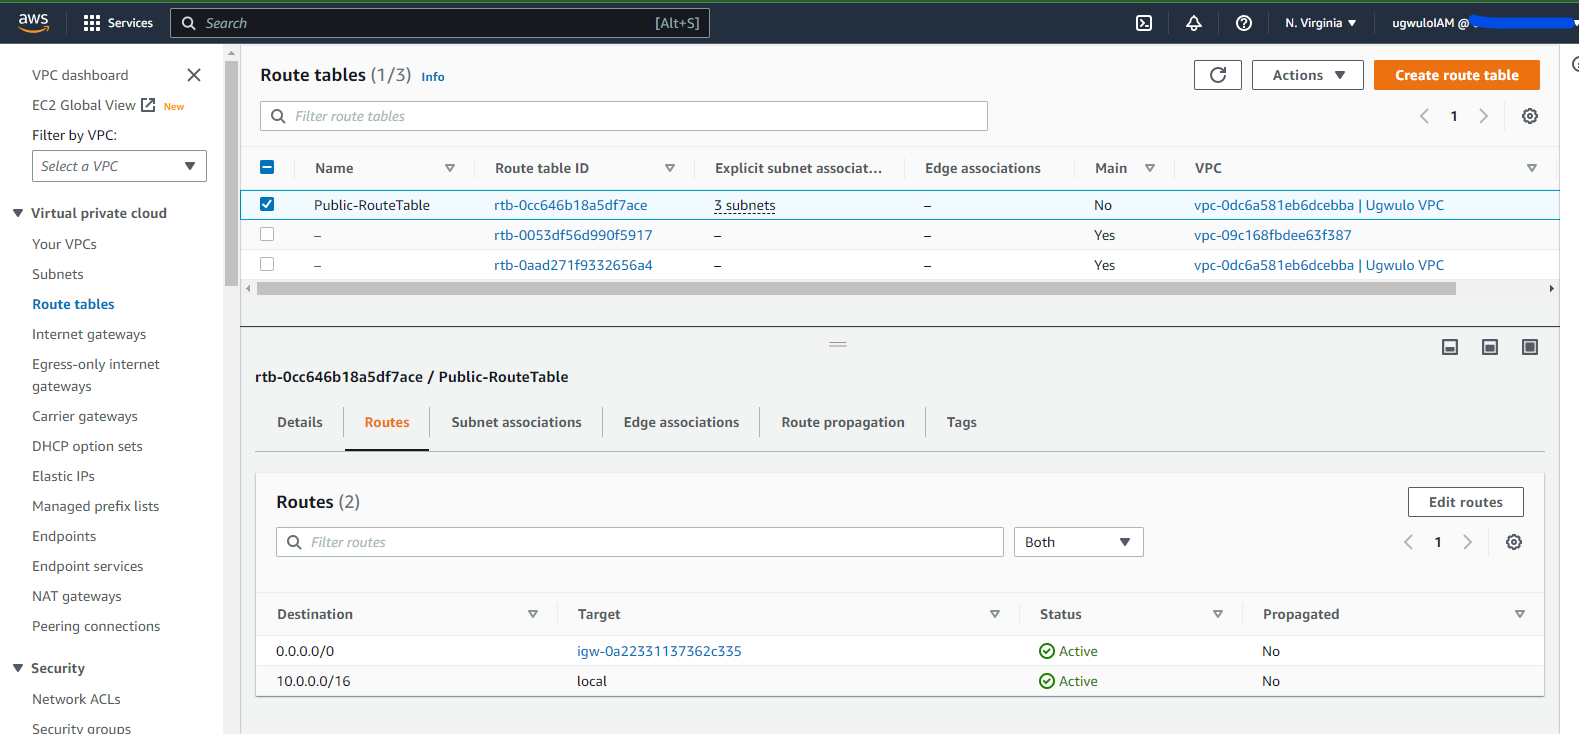 aws Services Search [Alt+S] N. Virginia ugwuloIAM @
VPC dashboard
EC2 Global View New
Filter by VPC:
Select a VPC
Virtual private cloud
Your VPCs
Subnets
Route tables
Internet gateways
Egress-only internet
gateways
Carrier gateways
DHCP option sets
Elastic IPs
Managed prefix lists
Endpoints
Endpoint services
NAT gateways
Peering connections
Security
Network ACLs
Security groups
Route tables (1/3) Info Actions Create route table
Filter route tables 1
Name Route table ID Explicit subnet associat... Edge associations Main VPC
Public-RouteTable rtb-0cc646b18a5df7ace 3 subnets – No vpc-0dc6a581eb6dcebba | Ugwulo VPC
– rtb-0053df56d990f5917 – – Yes vpc-09c168fbdee63f387
– rtb-0aad271f9332656a4 – – Yes vpc-0dc6a581eb6dcebba | Ugwulo VPC
rtb-0cc646b18a5df7ace / Public-RouteTable
Details Routes Subnet associations Edge associations Route propagation Tags
Routes (2) Edit routes
Filter routes Both 1
Destination Target Status Propagated
0.0.0.0/0 igw-0a22331137362c335 Active No
10.0.0.0/16 local Active No